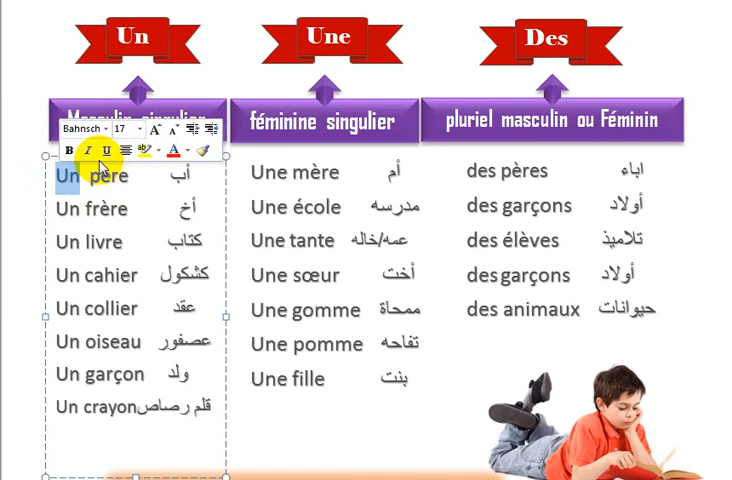 Un
Une
Des
Masculin singulier
féminine singulier
pluriel masculin ou Féminin
Bahnsch 17
Un père أب
Un frère أخ
Un livre كتاب
Un cahier كشكول
Un collier عقد
Un oiseau عصفور
Un garçon ولد
Un crayon قلم رصاص
Une mère أم
Une école مدرسه
Une tante عمه/خاله
Une sœur أخت
Une gomme ممحاة
Une pomme تفاحه
Une fille بنت
des pères اباء
des garçons أولاد
des élèves تلاميذ
des garçons أولاد
des animaux حيوانات